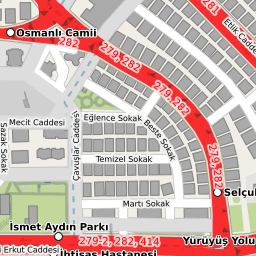 Osmanlı Camii
282
279, 282
Etlik Caddesi
279, 282
Eğlence Sokak
Beste Sokak
Mecit Caddesi
Sazak Sokak
Çavuşlar Caddesi
Temizel Sokak
279, 282
Martı Sokak
İsmet Aydın Parkı
279-2, 282, 414
Yürüyüş Yolu
Erkut Caddesi
İhtisas Hastanesi